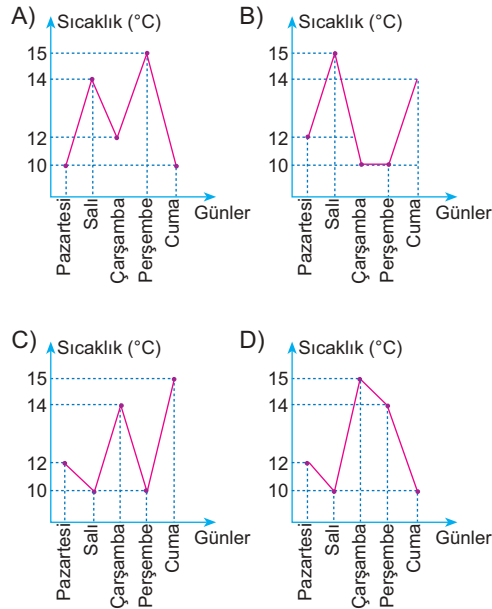 A)
Sıcaklık (°C)
15
14
12
10
Pazartesi
Salı
Çarşamba
Perşembe
Cuma
Günler
B)
Sıcaklık (°C)
15
14
12
10
Pazartesi
Salı
Çarşamba
Perşembe
Cuma
Günler
C)
Sıcaklık (°C)
15
14
12
10
Pazartesi
Salı
Çarşamba
Perşembe
Cuma
Günler
D)
Sıcaklık (°C)
15
14
12
10
Pazartesi
Salı
Çarşamba
Perşembe
Cuma
Günler